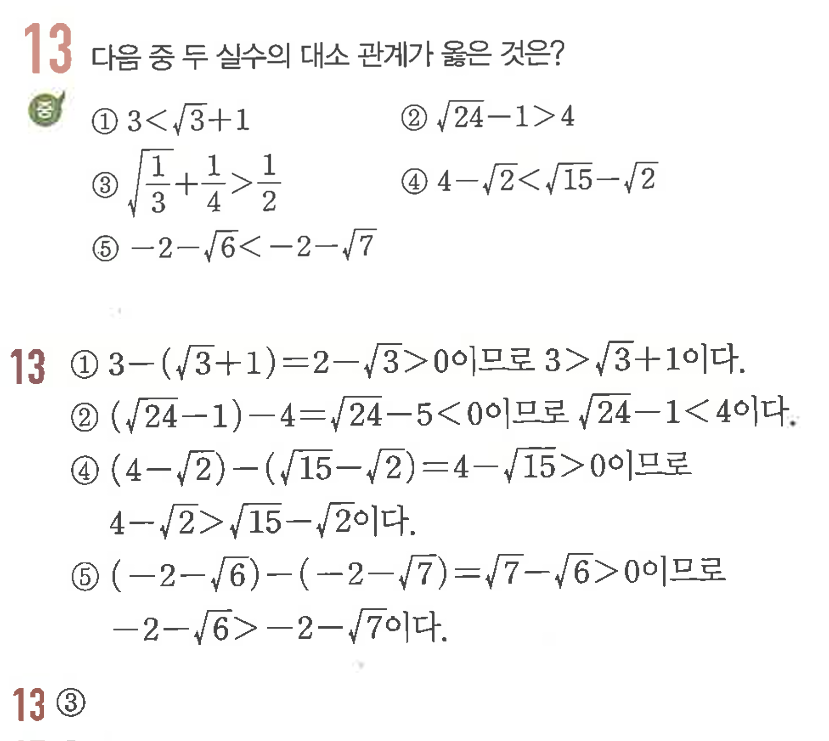 13 다음 중 두 실수의 대소 관계가 옳은 것은?
중
① 3<√3+1 ② √24−1>4
③ √(1/3)+1/4>1/2 ④ 4−√2<√15−√2
⑤ −2−√6<−2−√7
13 ① 3−(√3+1)=2−√3>0이므로 3>√3+1이다.
② (√24−1)−4=√24−5<0이므로 √24−1<4이다.
④ (4−√2)−(√15−√2)=4−√15>0이므로
4−√2>√15−√2이다.
⑤ (−2−√6)−(−2−√7)=√7−√6>0이므로
−2−√6>−2−√7이다.
13 ③